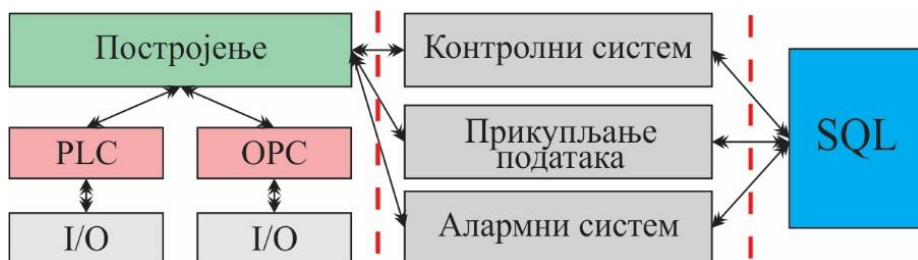 Постројење
Контролни систем
PLC
OPC
Прикупљање
података
SQL
I/O
I/O
Алармни систем